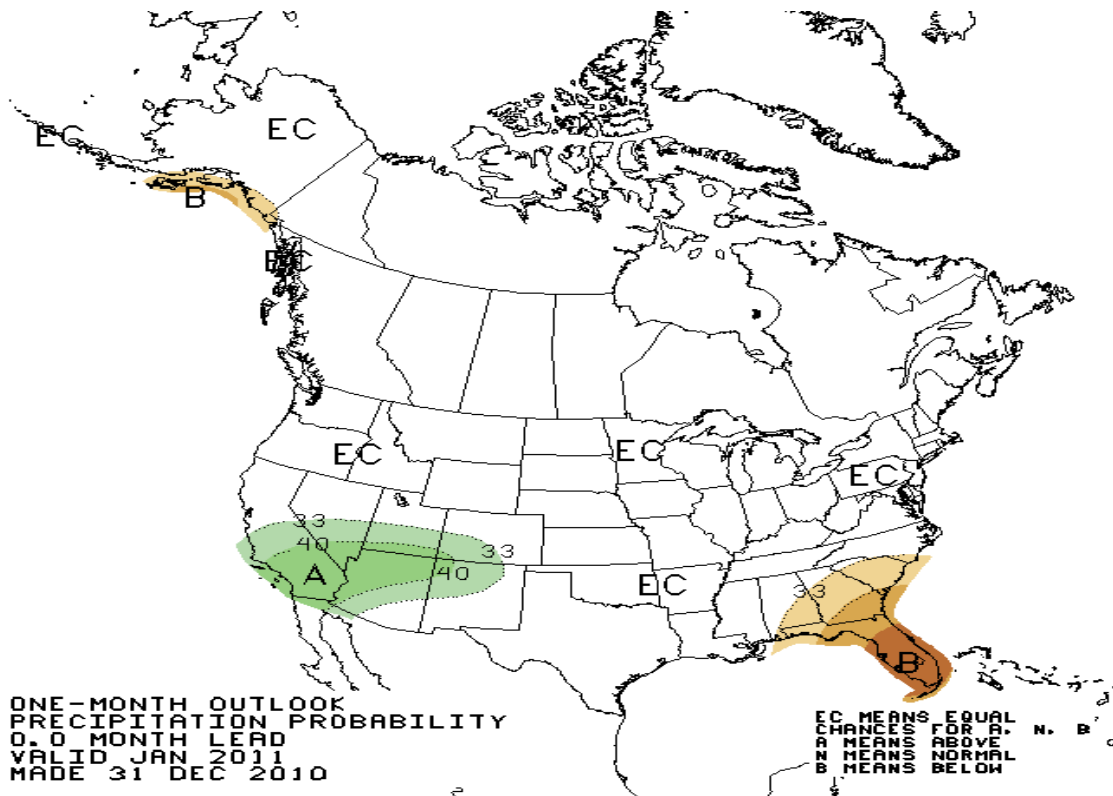 EC
EC
B
EC
EC
EC
EC
33
33
40
40
A
EC
33
B
ONE-MONTH OUTLOOK
PRECIPITATION PROBABILITY
0.0 MONTH LEAD
VALID JAN 2011
MADE 31 DEC 2010
EC MEANS EQUAL
CHANCES FOR A, N, B
A MEANS ABOVE
N MEANS NORMAL
B MEANS BELOW